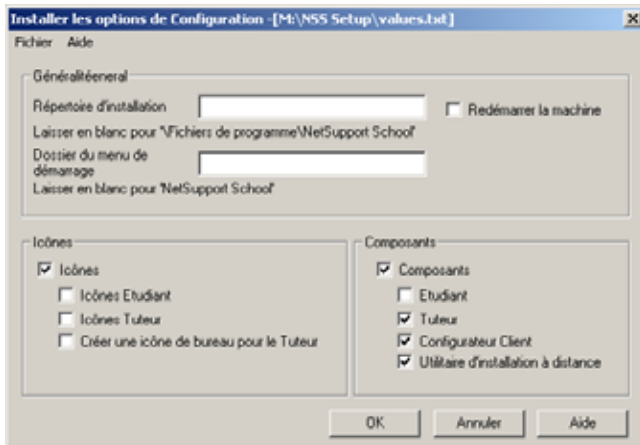 Installer les options de Configuration -[M:\NSS Setup\values.txt]
Fichier Aide
Généralitéeneral
Répertoire d'installation
Redémarrer la machine
Laisser en blanc pour '\Fichiers de programme\NetSupport School'
Dossier du menu de
démarrage
Laisser en blanc pour 'NetSupport School'
Icônes
Icônes
Icônes Etudiant
Icônes Tuteur
Créer une icône de bureau pour le Tuteur
Composants
Composants
Etudiant
Tuteur
Configurateur Client
Utilitaire d'installation à distance
OK
Annuler
Aide